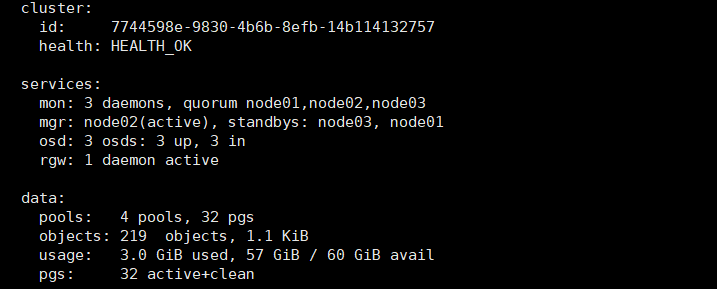 cluster:
id:     7744598e-9830-4b6b-8efb-14b114132757
health: HEALTH_OK
services:
mon: 3 daemons, quorum node01,node02,node03
mgr: node02(active), standbys: node03, node01
osd: 3 osds: 3 up, 3 in
rgw: 1 daemon active
data:
pools:   4 pools, 32 pgs
objects: 219  objects, 1.1 KiB
usage:   3.0 GiB used, 57 GiB / 60 GiB avail
pgs:     32 active+clean